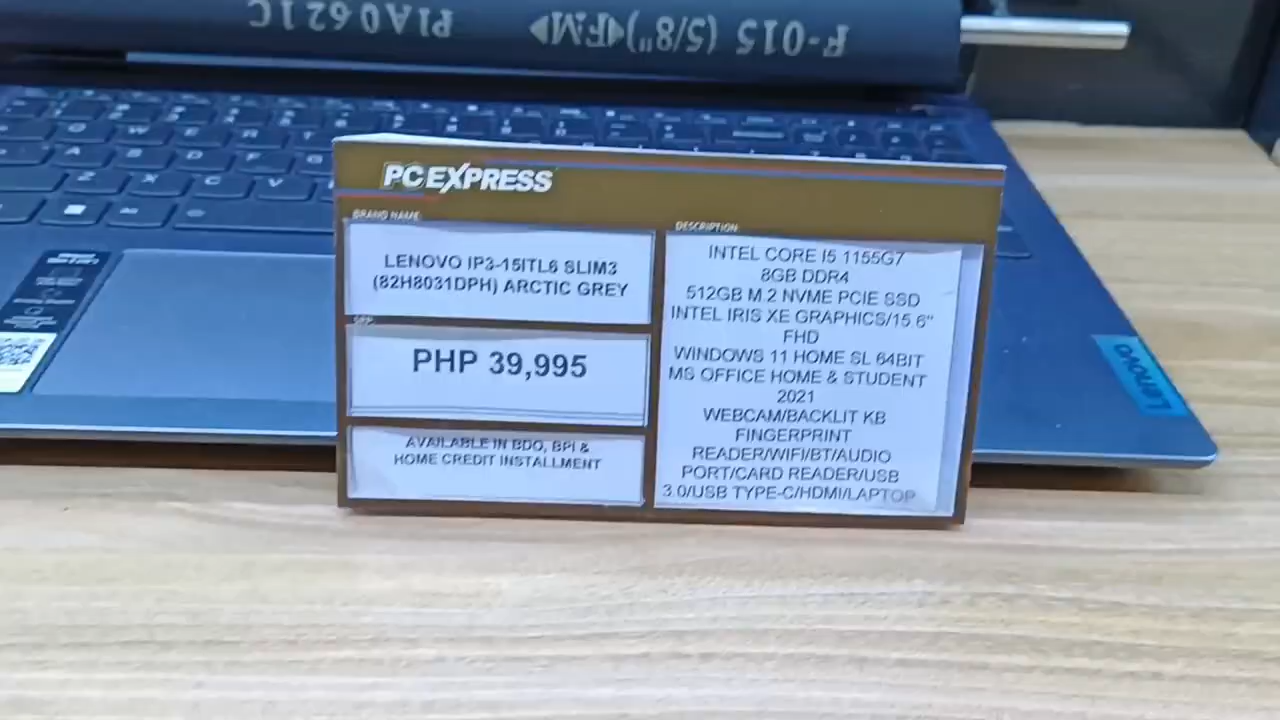 PIA0621C F-015 (5/8")
PC EXPRESS
BRAND NAME
LENOVO IP3-15ITL6 SLIM3
(82H8031DPH) ARCTIC GREY
SRP
PHP 39,995
AVAILABLE IN BDO, BPI &
HOME CREDIT INSTALLMENT
DESCRIPTION
INTEL CORE I5 1155G7
8GB DDR4
512GB M.2 NVME PCIE SSD
INTEL IRIS XE GRAPHICS/15.6"
FHD
WINDOWS 11 HOME SL 64BIT
MS OFFICE HOME & STUDENT
2021
WEBCAM/BACKLIT KB
FINGERPRINT
READER/WIFI/BT/AUDIO
PORT/CARD READER/USB
3.0/USB TYPE-C/HDMI/LAPTOP
Lenovo